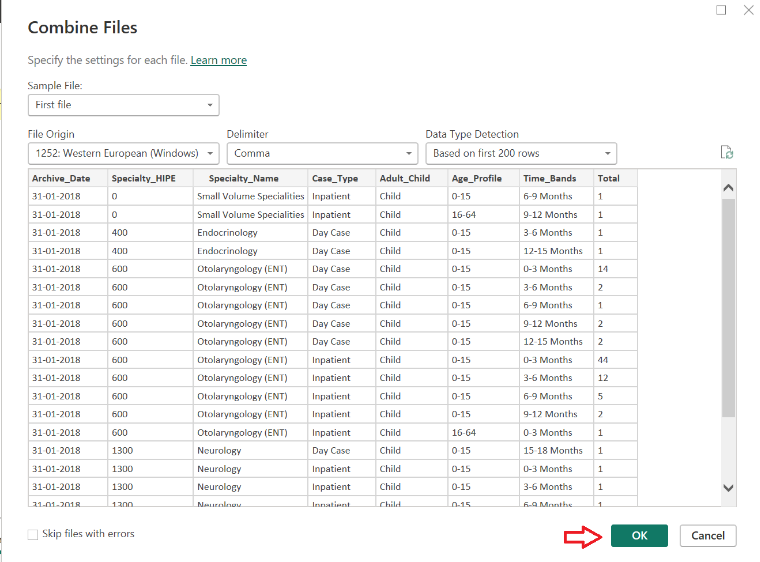 Combine Files
Specify the settings for each file. Learn more
Sample File:
First file
File Origin Delimiter Data Type Detection
1252: Western European (Windows) Comma Based on first 200 rows
Archive_Date Specialty_HIPE Specialty_Name Case_Type Adult_Child Age_Profile Time_Bands Total
31-01-2018 0 Small Volume Specialities Inpatient Child 0-15 6-9 Months 1
31-01-2018 0 Small Volume Specialities Inpatient Child 16-64 9-12 Months 1
31-01-2018 400 Endocrinology Day Case Child 0-15 3-6 Months 1
31-01-2018 400 Endocrinology Day Case Child 0-15 12-15 Months 1
31-01-2018 600 Otolaryngology (ENT) Day Case Child 0-15 0-3 Months 14
31-01-2018 600 Otolaryngology (ENT) Day Case Child 0-15 3-6 Months 2
31-01-2018 600 Otolaryngology (ENT) Day Case Child 0-15 6-9 Months 1
31-01-2018 600 Otolaryngology (ENT) Day Case Child 0-15 9-12 Months 2
31-01-2018 600 Otolaryngology (ENT) Day Case Child 0-15 12-15 Months 2
31-01-2018 600 Otolaryngology (ENT) Inpatient Child 0-15 0-3 Months 44
31-01-2018 600 Otolaryngology (ENT) Inpatient Child 0-15 3-6 Months 12
31-01-2018 600 Otolaryngology (ENT) Inpatient Child 0-15 6-9 Months 5
31-01-2018 600 Otolaryngology (ENT) Inpatient Child 0-15 9-12 Months 2
31-01-2018 600 Otolaryngology (ENT) Inpatient Child 16-64 0-3 Months 1
31-01-2018 1300 Neurology Day Case Child 0-15 15-18 Months 1
31-01-2018 1300 Neurology Inpatient Child 0-15 0-3 Months 1
31-01-2018 1300 Neurology Inpatient Child 0-15 3-6 Months 1
31-01-2018 1300 Neurology Inpatient Child 0-15 6-9 Months 1
Skip files with errors OK Cancel